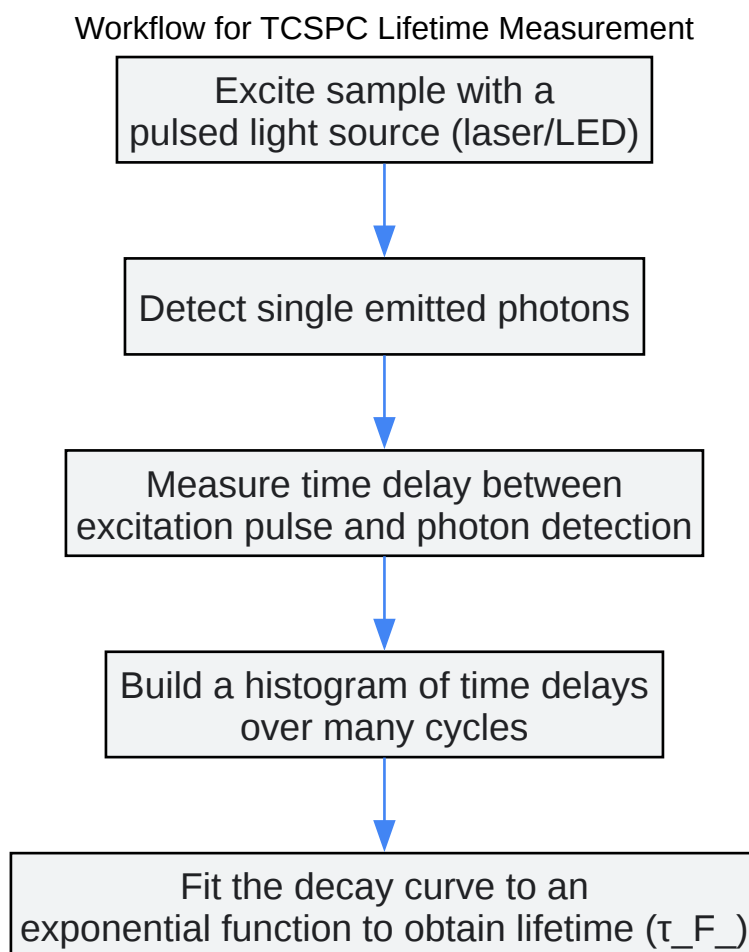 Workflow for TCSPC Lifetime Measurement
Excite sample with a
pulsed light source (laser/LED)
Detect single emitted photons
Measure time delay between
excitation pulse and photon detection
Build a histogram of time delays
over many cycles
Fit the decay curve to an
exponential function to obtain lifetime (τ_F_)